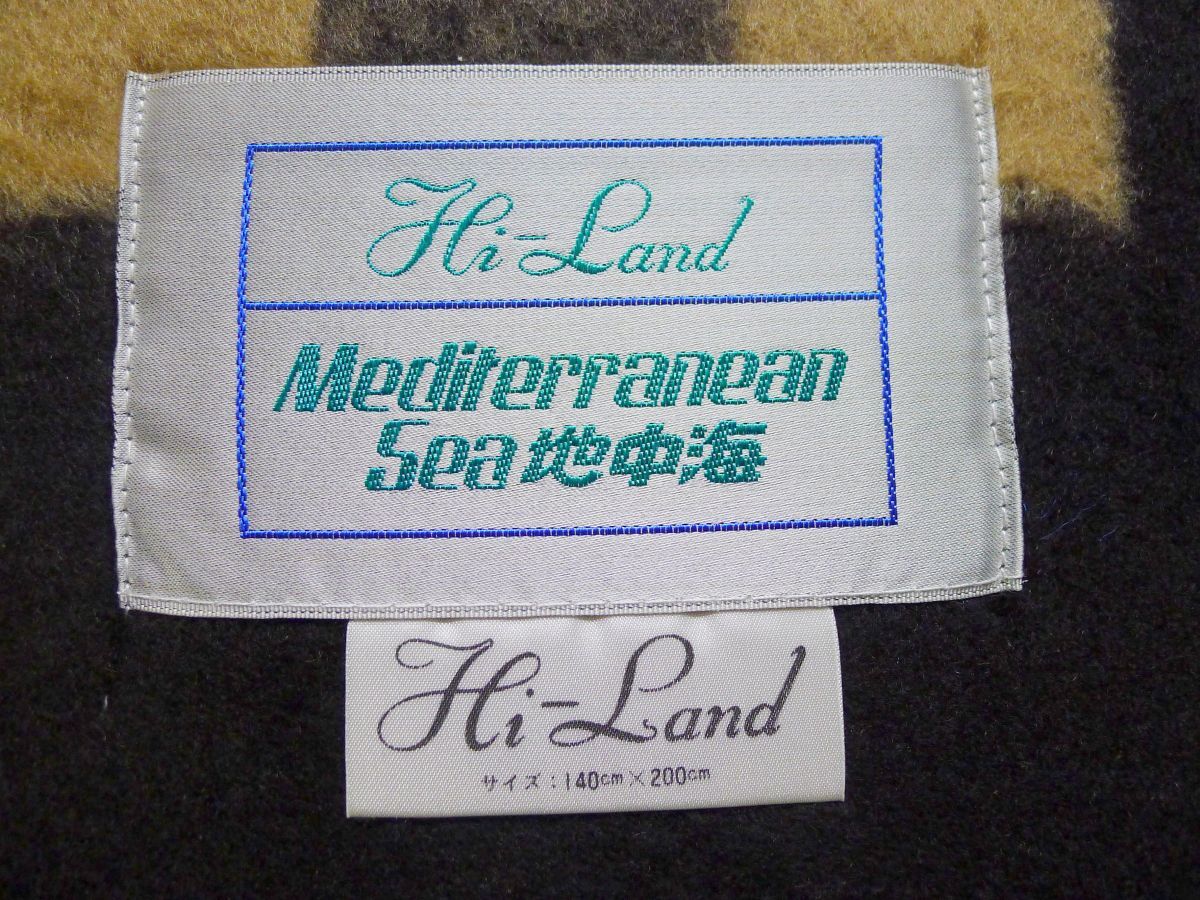 Hi-Land
Mediterranean
Sea地中海
Hi-Land
サイズ：140cm×200cm